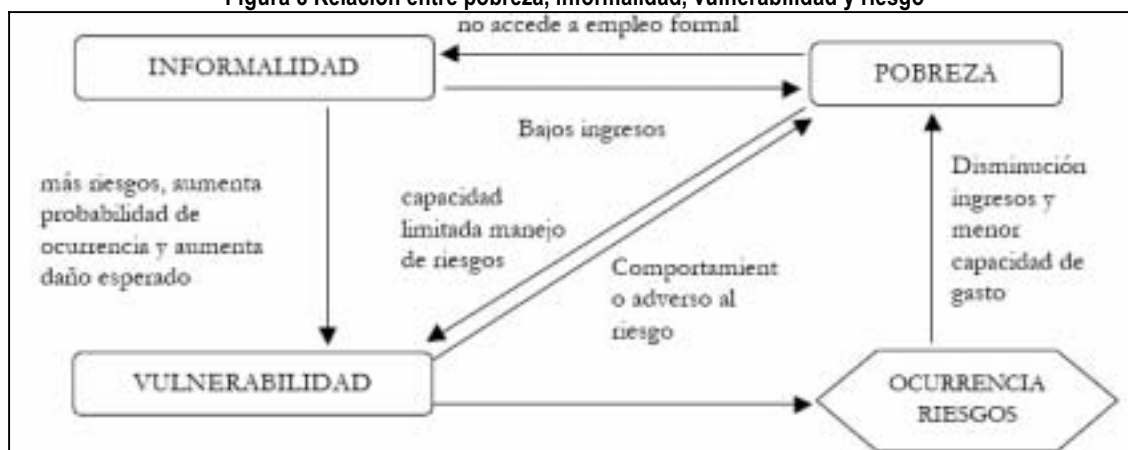 Figura 6 Relación entre pobreza, informalidad, vulnerabilidad y riesgo
no accede a empleo formal
INFORMALIDAD
POBREZA
Bajos ingresos
más riesgos, aumenta
probabilidad de
ocurrencia y aumenta
daño esperado
capacidad
limitada manejo
de riesgos
Comportamient
o adverso al
riesgo
Disminución
ingresos y
menor
capacidad de
gasto
VULNERABILIDAD
OCURRENCIA
RIESGOS